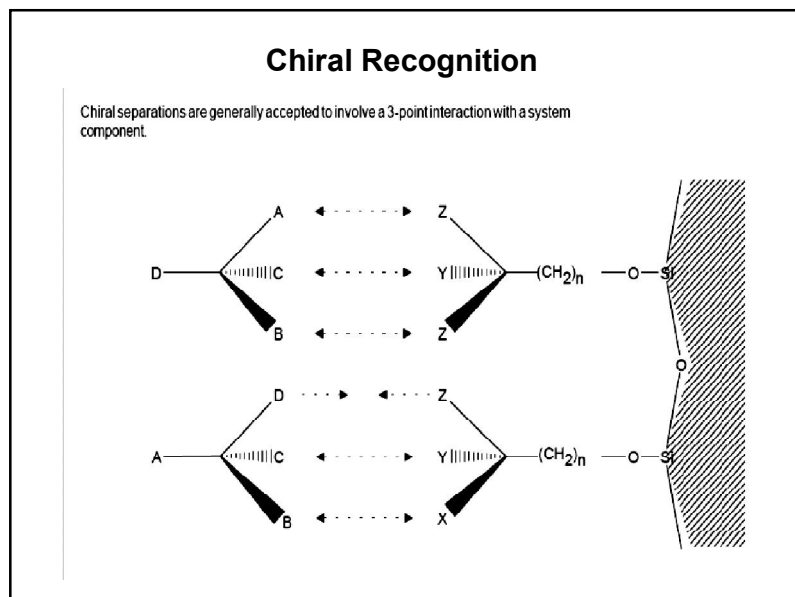 Chiral Recognition
Chiral separations are generally accepted to involve a 3-point interaction with a system
component.
A Z
D C Y (CH2)n O Si
B Z
O
D Z
A C Y (CH2)n O Si
B X